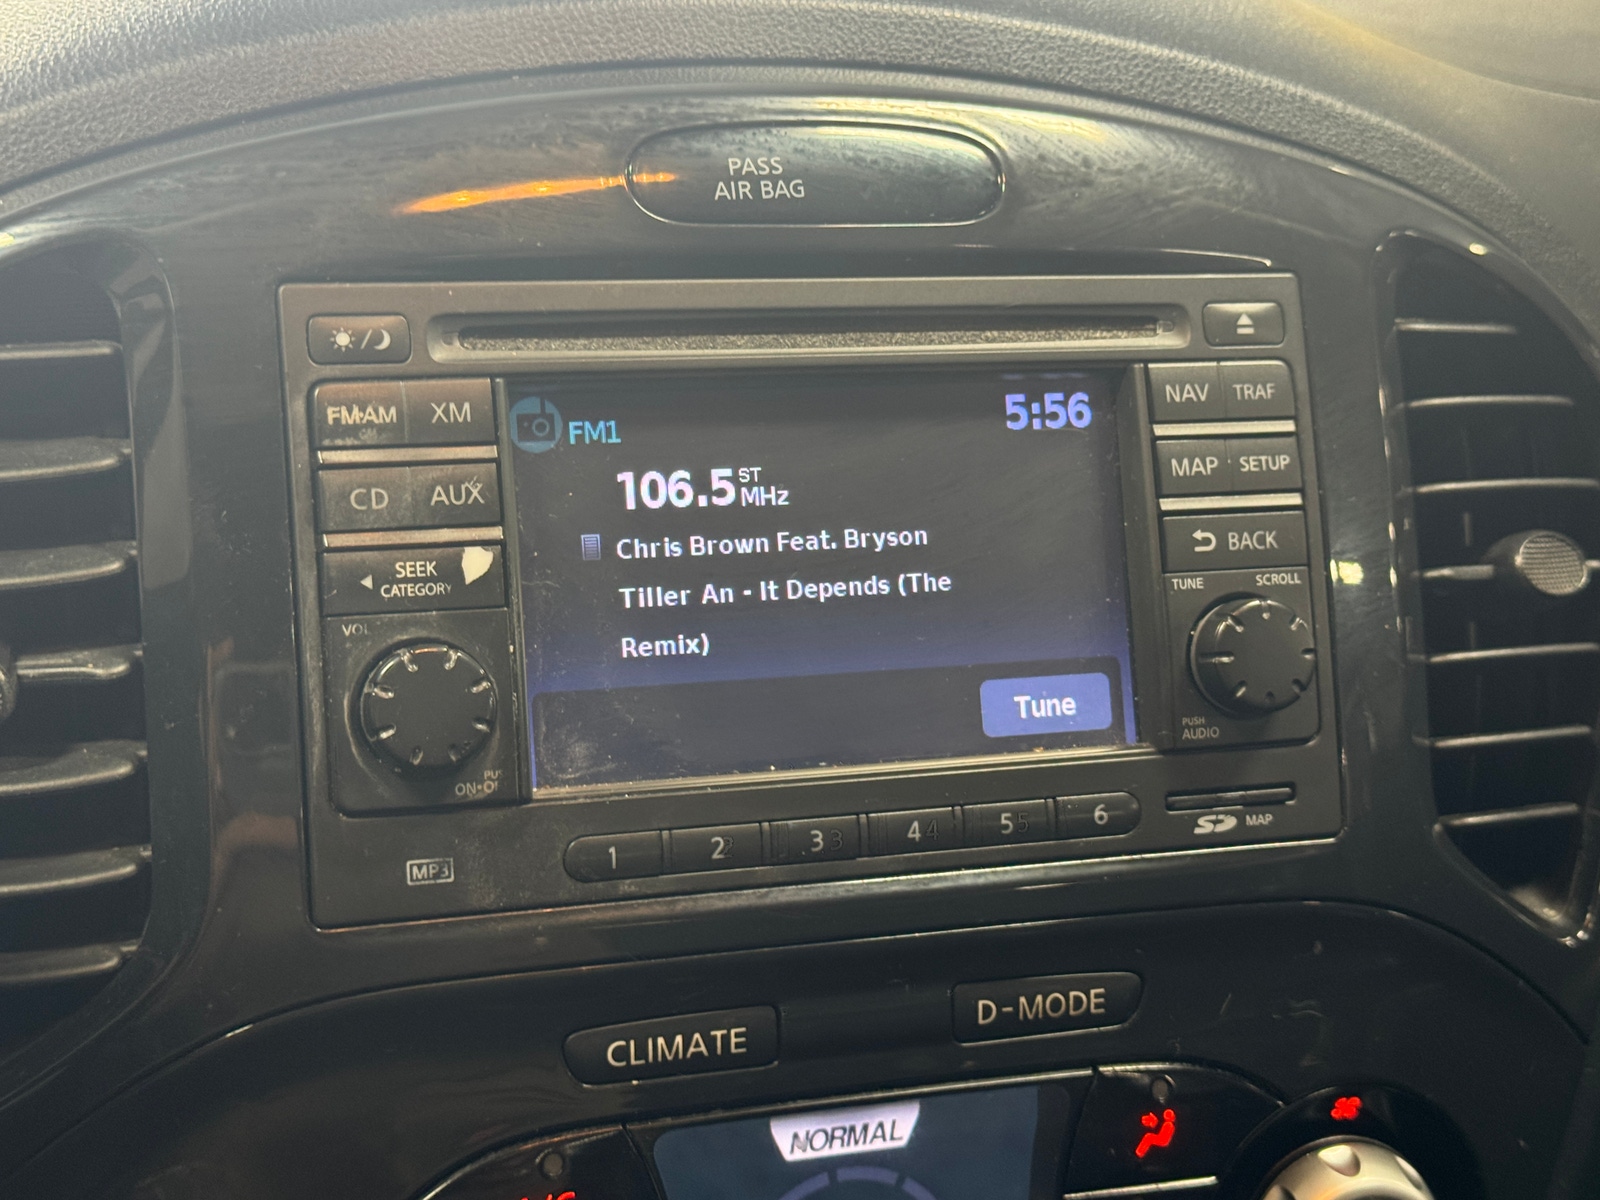 PASS
AIR BAG
FM·AM XM
CD AUX
SEEK
CATEGORY
VOL
ON•O
PU
MP3
FM1 5:56
106.5 ST
MHz
Chris Brown Feat. Bryson
Tiller An - It Depends (The
Remix)
Tune
NAV TRAF
MAP · SETUP
BACK
TUNE SCROLL
PUSH
AUDIO
1 2 3 4 5 6
SD MAP
CLIMATE D-MODE
NORMAL